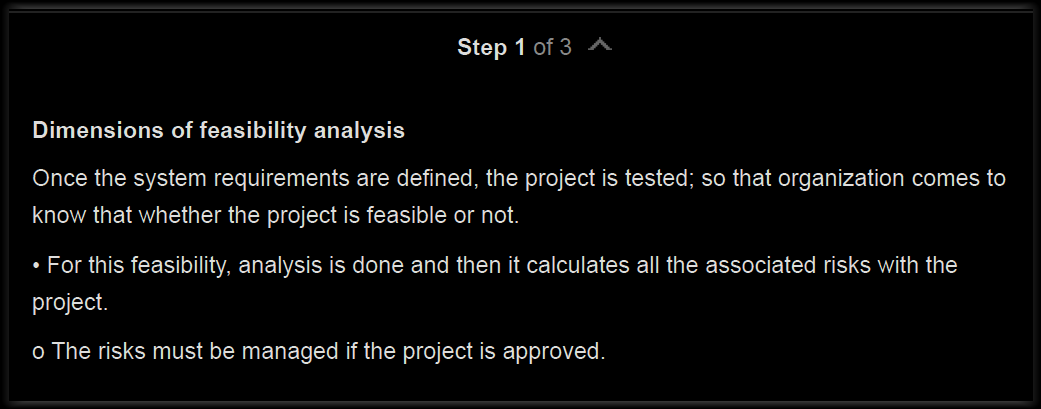 Step 1 of 3
Dimensions of feasibility analysis
Once the system requirements are defined, the project is tested; so that organization comes to
know that whether the project is feasible or not.
• For this feasibility, analysis is done and then it calculates all the associated risks with the
project.
o The risks must be managed if the project is approved.